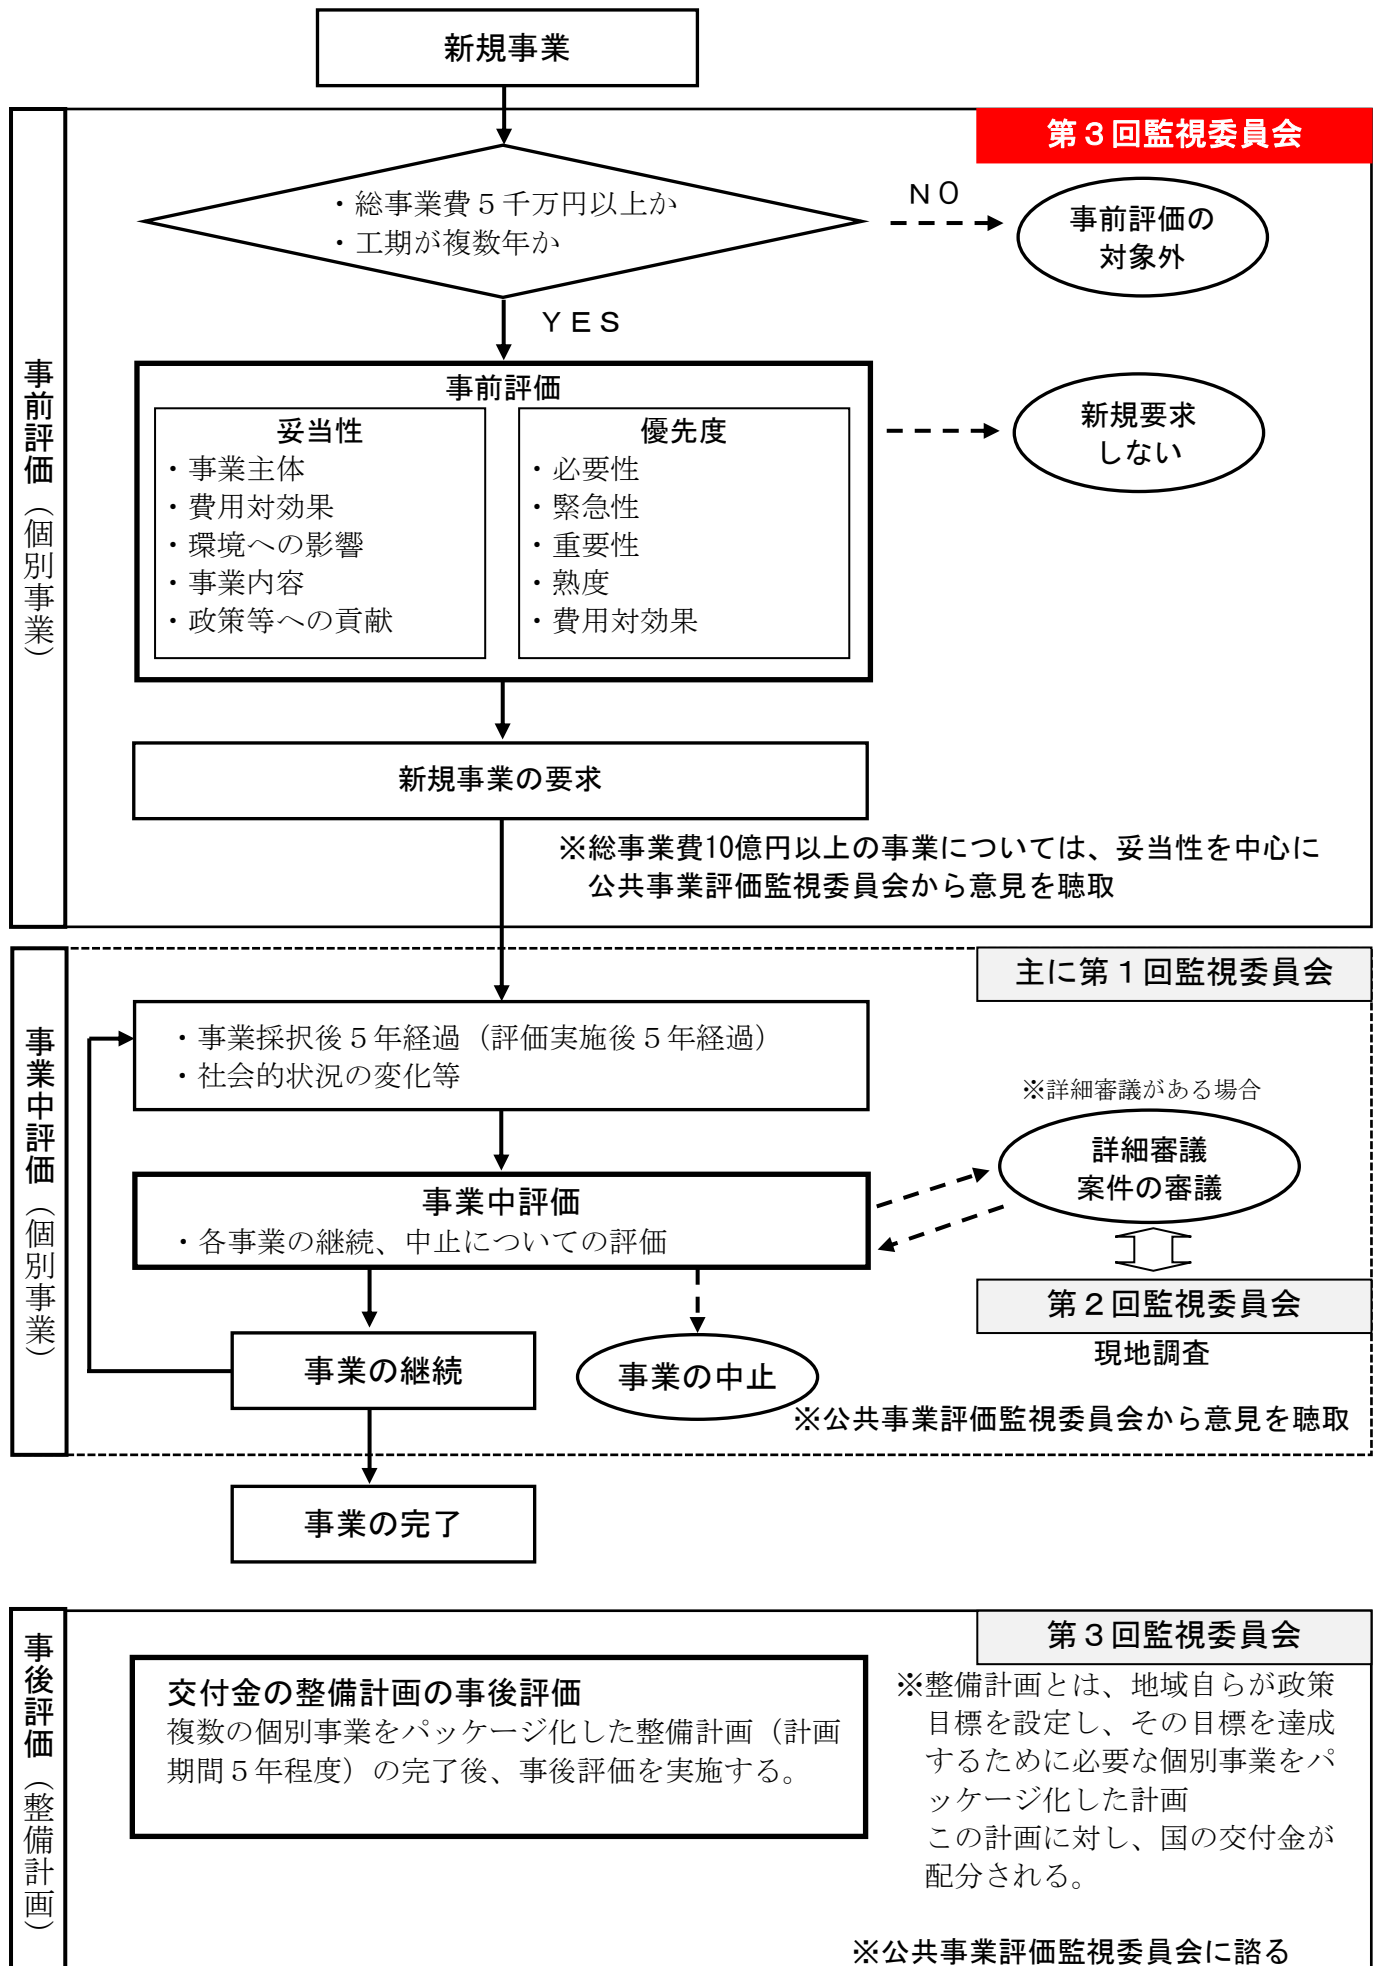 新規事業
第３回監視委員会
・総事業費５千万円以上か
・工期が複数年か
ＮＯ
事前評価の
対象外
ＹＥＳ
事前評価（個別事業）
事前評価
妥当性
・事業主体
・費用対効果
・環境への影響
・事業内容
・政策等への貢献
優先度
・必要性
・緊急性
・重要性
・熟度
・費用対効果
新規要求
しない
新規事業の要求
※総事業費10億円以上の事業については、妥当性を中心に
公共事業評価監視委員会から意見を聴取
主に第１回監視委員会
事業中評価（個別事業）
・事業採択後５年経過（評価実施後５年経過）
・社会的状況の変化等
※詳細審議がある場合
詳細審議
案件の審議
事業中評価
・各事業の継続、中止についての評価
第２回監視委員会
現地調査
事業の継続
事業の中止
※公共事業評価監視委員会から意見を聴取
事業の完了
事後評価（整備計画）
第３回監視委員会
交付金の整備計画の事後評価
複数の個別事業をパッケージ化した整備計画（計画
期間５年程度）の完了後、事後評価を実施する。
※整備計画とは、地域自らが政策
目標を設定し、その目標を達成
するために必要な個別事業をパ
ッケージ化した計画
この計画に対し、国の交付金が
配分される。
※公共事業評価監視委員会に諮る